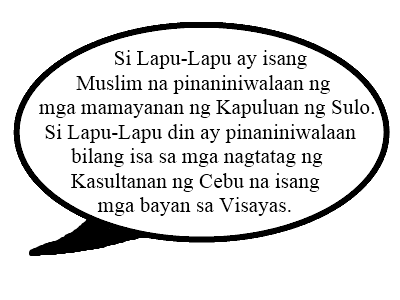 Si Lapu-Lapu ay isang
Muslim na pinaniniwalaan ng
mga mamayanan ng Kapuluan ng Sulo.
Si Lapu-Lapu din ay pinaniniwalaan
bilang isa sa mga nagtatag ng
Kasultanan ng Cebu na isang
mga bayan sa Visayas.